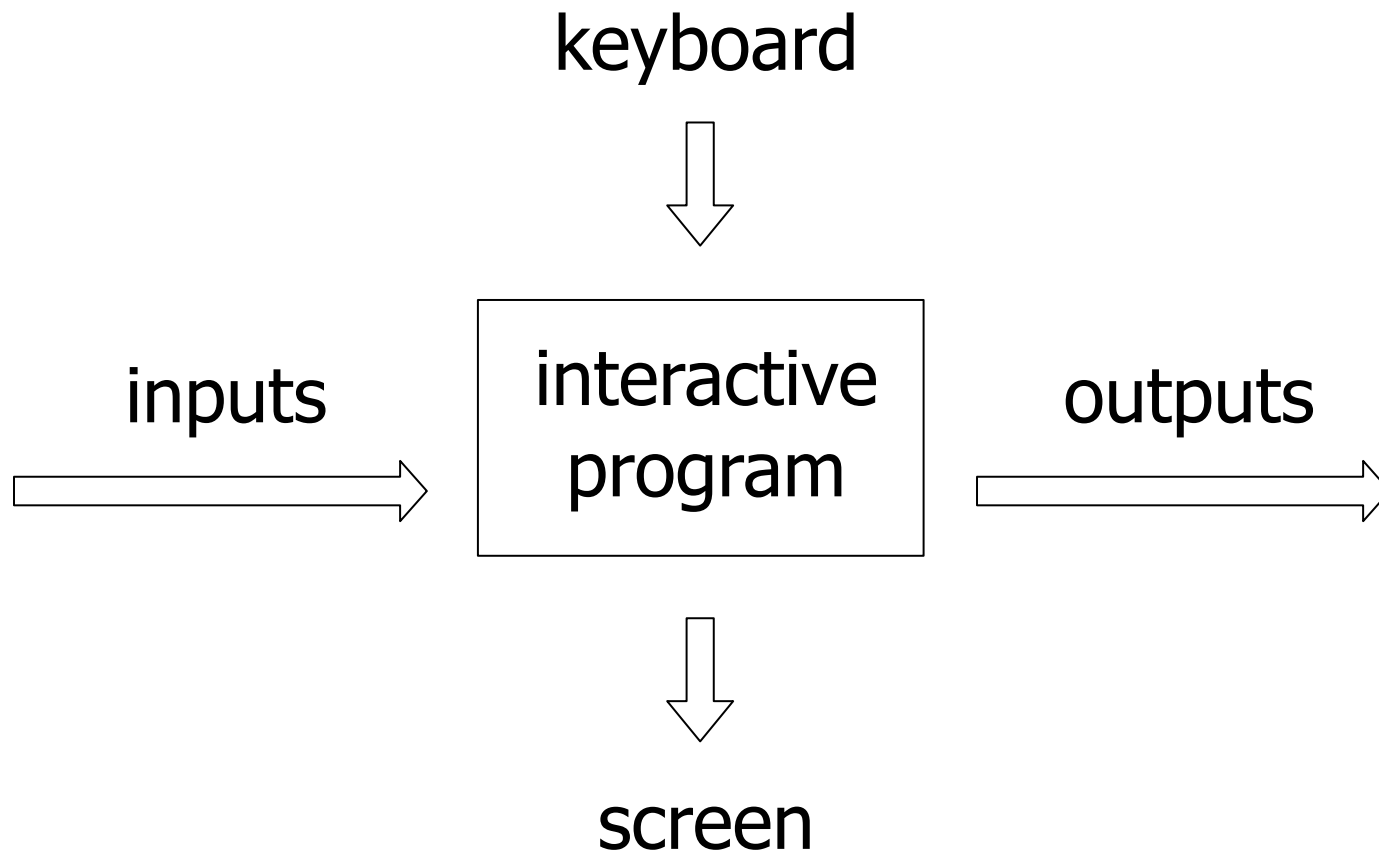 keyboard
inputs
interactive
program
outputs
screen